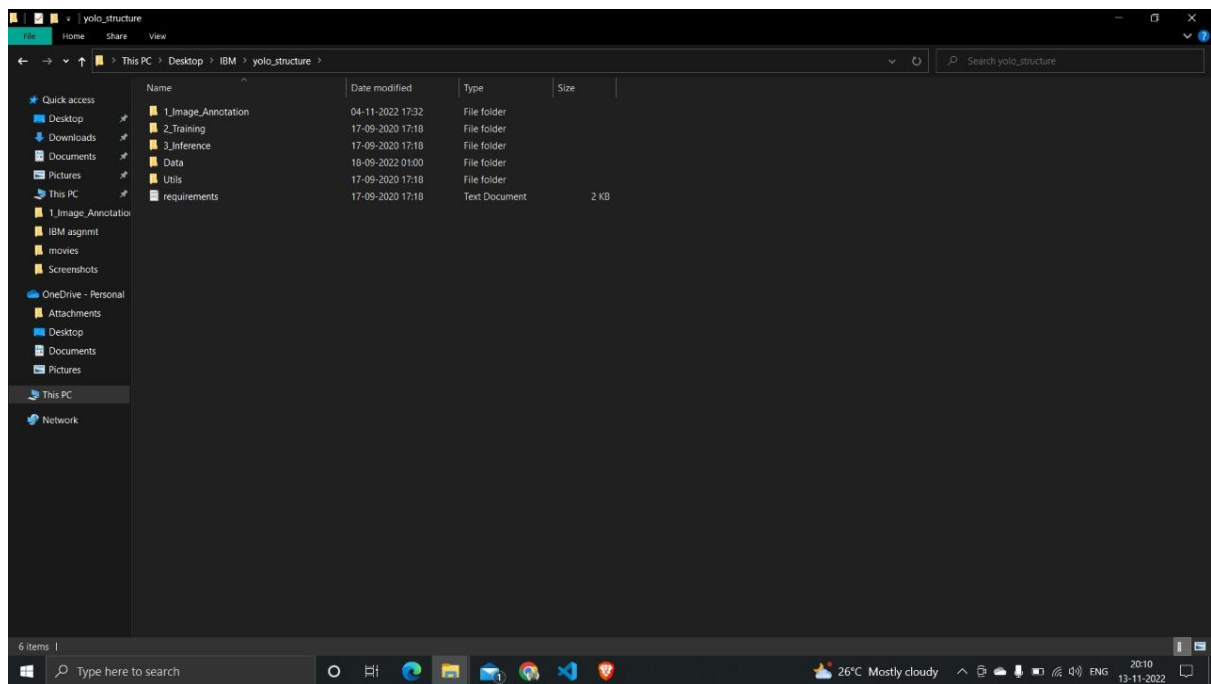 yolo_structure
File Home Share View
This PC > Desktop > IBM > yolo_structure >
Search yolo_structure
Name Date modified Type Size
Quick access
Desktop
Downloads
Documents
Pictures
This PC
1_Image_Annotation
IBM asgnmt
movies
Screenshots
OneDrive - Personal
Attachments
Desktop
Documents
Pictures
This PC
Network
1_Image_Annotation 04-11-2022 17:32 File folder
2_Training 17-09-2020 17:18 File folder
3_Inference 17-09-2020 17:18 File folder
Data 18-09-2022 01:00 File folder
Utils 17-09-2020 17:18 File folder
requirements 17-09-2020 17:18 Text Document 2 KB
6 items
Type here to search
1
26°C Mostly cloudy
ENG
20:10
13-11-2022